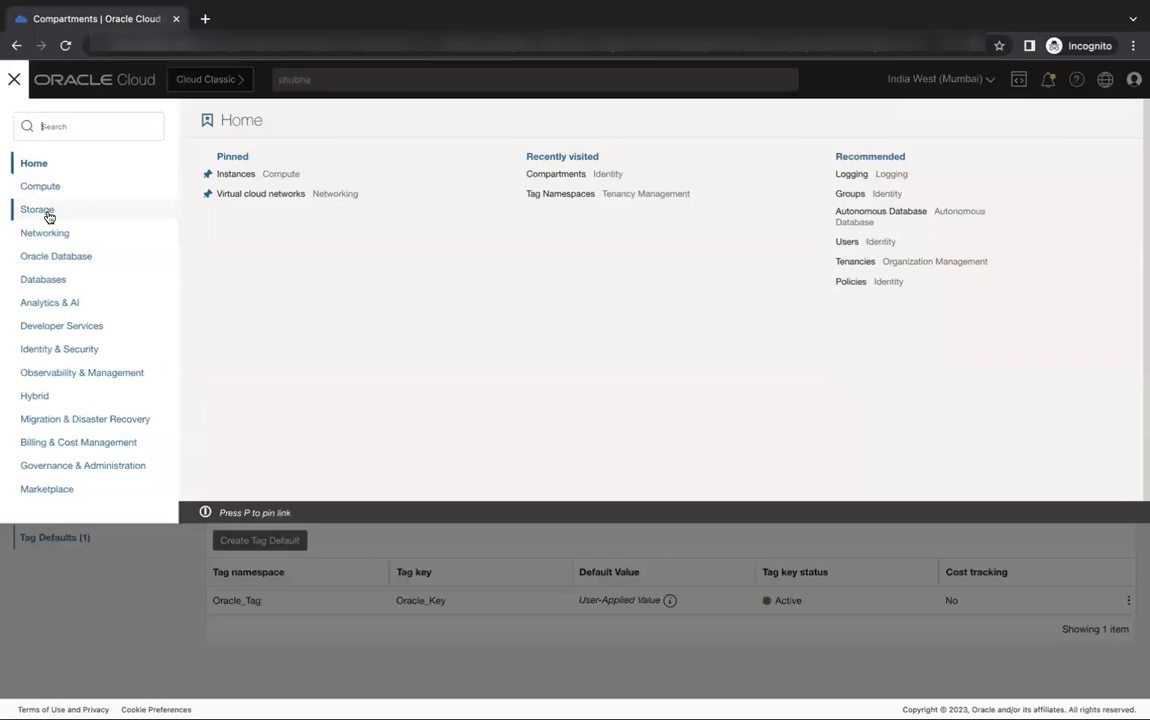 Compartments | Oracle Cloud
Incognito
ORACLE Cloud
Cloud Classic
shubha
India West (Mumbai)
Search
Home
Compute
Storage
Networking
Oracle Database
Databases
Analytics & AI
Developer Services
Identity & Security
Observability & Management
Hybrid
Migration & Disaster Recovery
Billing & Cost Management
Governance & Administration
Marketplace
Home
Pinned
Instances Compute
Virtual cloud networks Networking
Recently visited
Compartments Identity
Tag Namespaces Tenancy Management
Recommended
Logging Logging
Groups Identity
Autonomous Database Autonomous
Database
Users Identity
Tenancies Organization Management
Policies Identity
Press P to pin link
Tag Defaults (1)
Create Tag Default
Tag namespace Tag key Default Value Tag key status Cost tracking
Oracle_Tag Oracle_Key User-Applied Value Active No
Showing 1 item
Terms of Use and Privacy Cookie Preferences
Copyright © 2023, Oracle and/or its affiliates. All rights reserved.